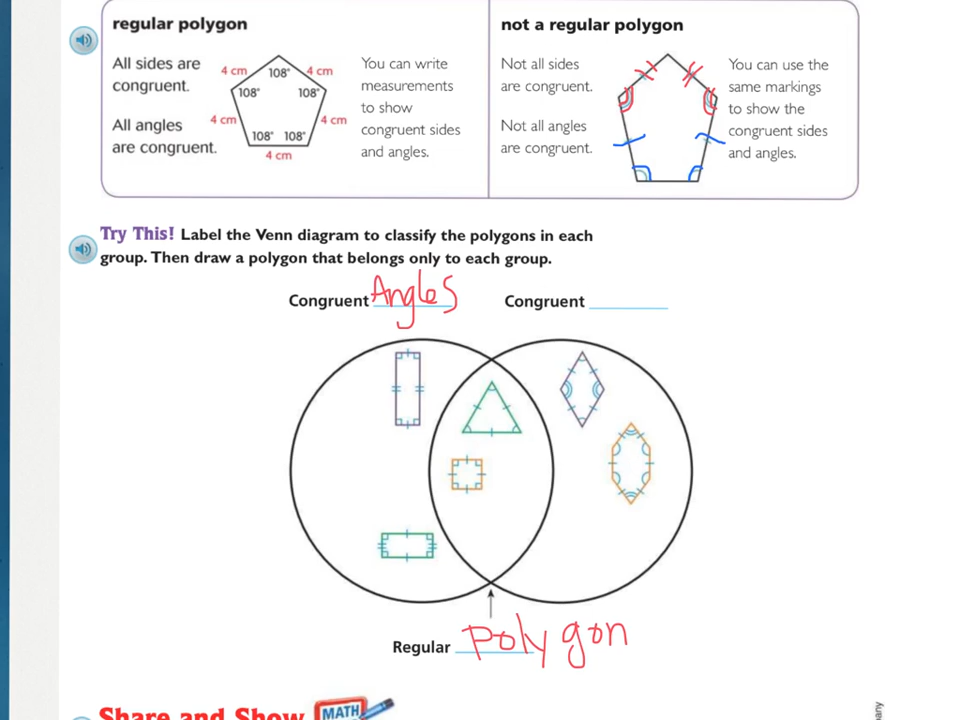 regular polygon
All sides are
congruent.
All angles
are congruent.
4 cm
108°
4 cm
108°
108°
4 cm
4 cm
108°
108°
4 cm
You can write
measurements
to show
congruent sides
and angles.
not a regular polygon
Not all sides
are congruent.
Not all angles
are congruent.
You can use the
same markings
to show the
congruent sides
and angles.
Try This! Label the Venn diagram to classify the polygons in each
group. Then draw a polygon that belongs only to each group.
Congruent Angles
Congruent
Regular Polygon
Share and Show
MATH